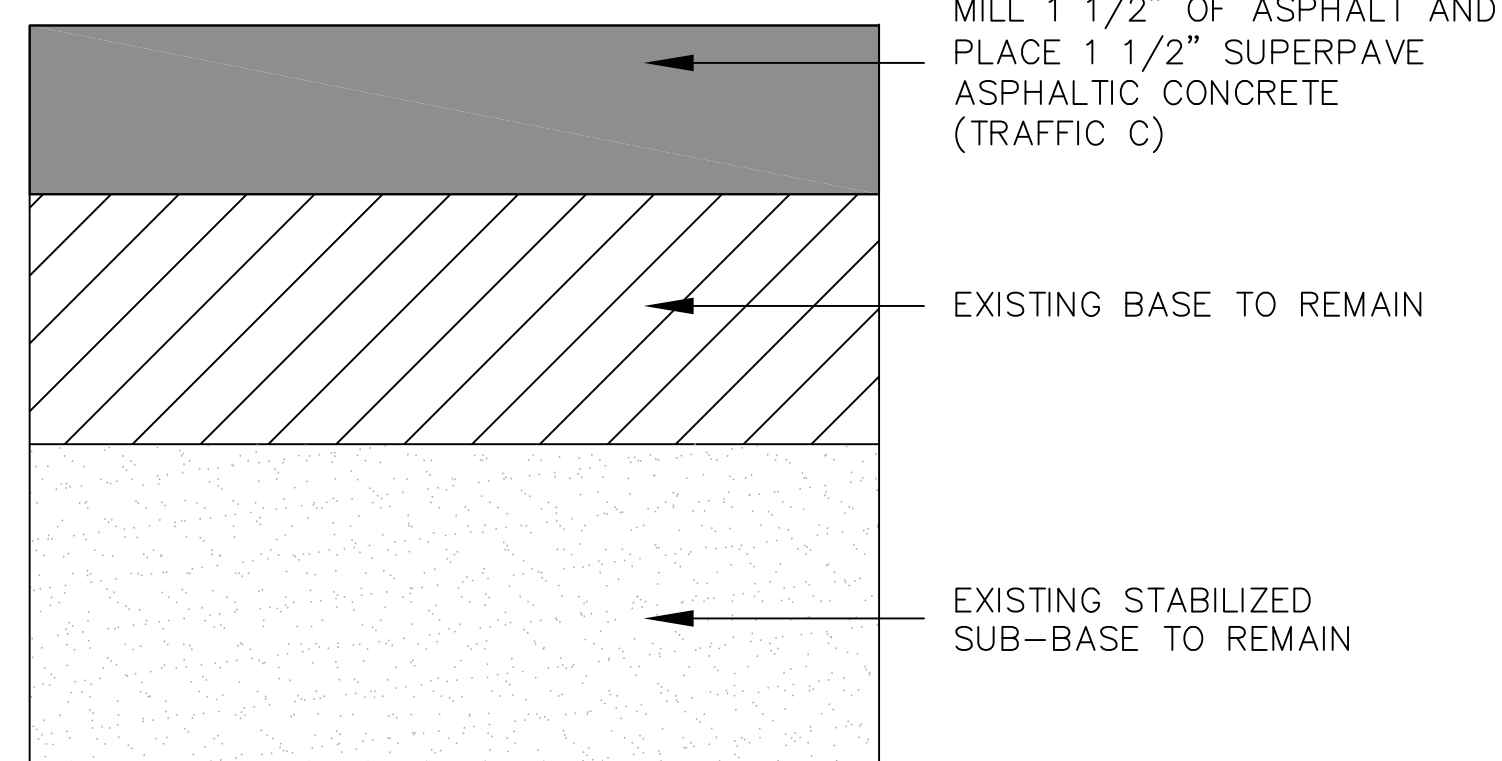 MILL 1 1/2" OF ASPHALT AND
PLACE 1 1/2" SUPERPAVE
ASPHALTIC CONCRETE
(TRAFFIC C)
EXISTING BASE TO REMAIN
EXISTING STABILIZED
SUB-BASE TO REMAIN